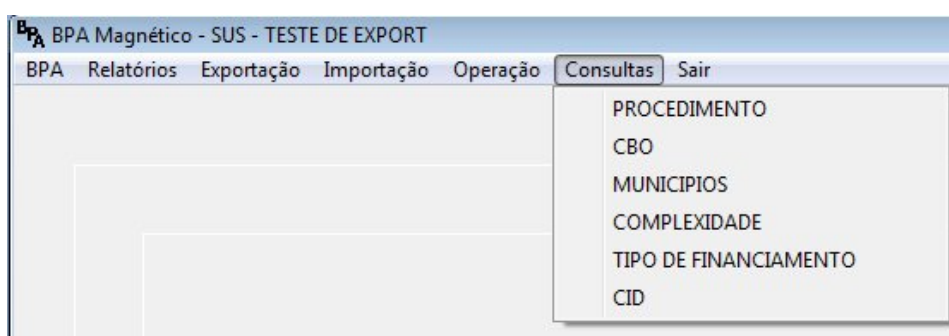 BPA BPA Magnético - SUS - TESTE DE EXPORT
BPA Relatórios Exportação Importação Operação Consultas Sair
PROCEDIMENTO
CBO
MUNICIPIOS
COMPLEXIDADE
TIPO DE FINANCIAMENTO
CID